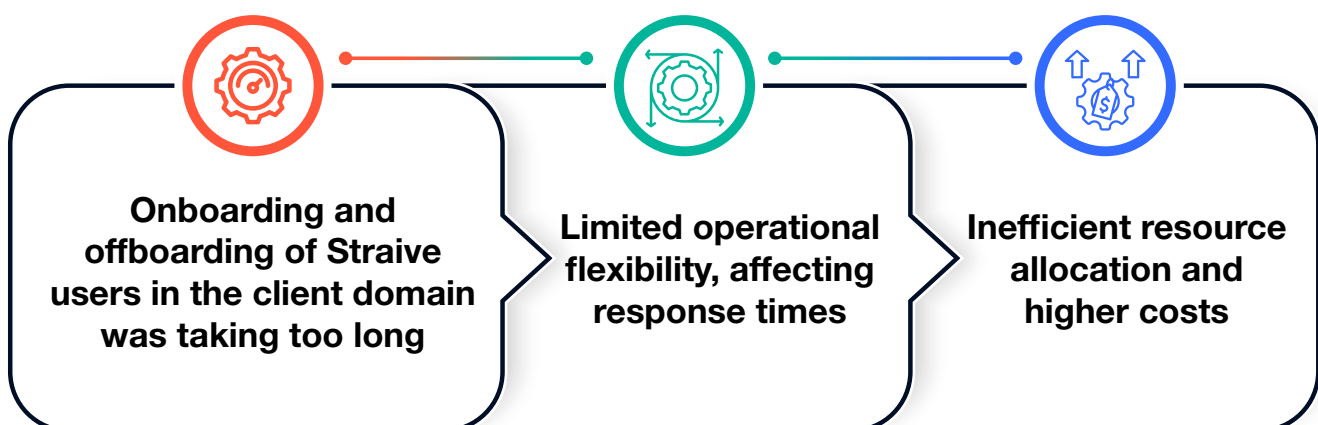 Onboarding and
offboarding of Straive
users in the client domain
was taking too long
Limited operational
flexibility, affecting
response times
$
Inefficient resource
allocation and
higher costs